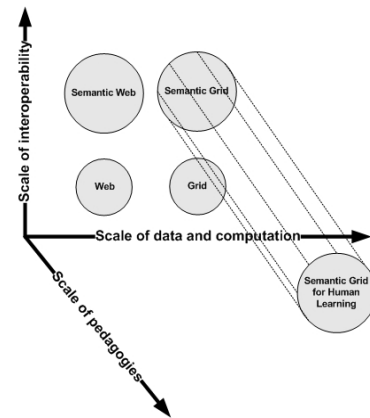 Scale of interoperability
Semantic Web
Semantic Grid
Web
Grid
Scale of data and computation
Scale of pedagogies
Semantic Grid
for Human
Learning